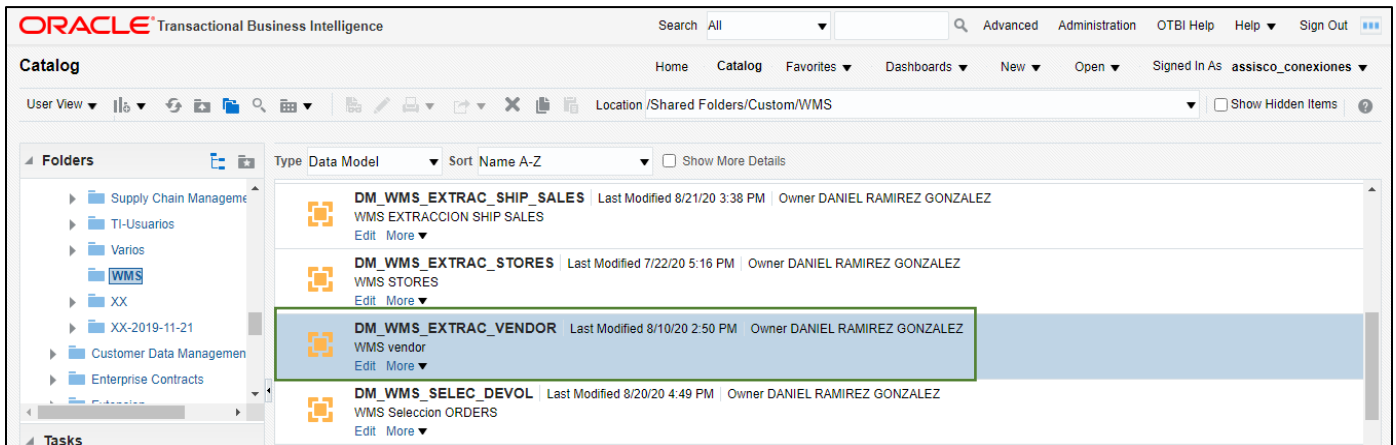 ORACLE Transactional Business Intelligence Search All Advanced Administration OTBI Help Help Sign Out
Catalog Home Catalog Favorites Dashboards New Open Signed In As assisco_conexiones
User View Location /Shared Folders/Custom/WMS Show Hidden Items
Folders
Supply Chain Manageme
TI-Usuarios
Varios
WMS
XX
XX-2019-11-21
Customer Data Managemen
Enterprise Contracts
Extension
Tasks
Type Data Model Sort Name A-Z Show More Details
DM_WMS_EXTRAC_SHIP_SALES Last Modified 8/21/20 3:38 PM Owner DANIEL RAMIREZ GONZALEZ
WMS EXTRACCION SHIP SALES
Edit More
DM_WMS_EXTRAC_STORES Last Modified 7/22/20 5:16 PM Owner DANIEL RAMIREZ GONZALEZ
WMS STORES
Edit More
DM_WMS_EXTRAC_VENDOR Last Modified 8/10/20 2:50 PM Owner DANIEL RAMIREZ GONZALEZ
WMS vendor
Edit More
DM_WMS_SELEC_DEVOL Last Modified 8/20/20 4:49 PM Owner DANIEL RAMIREZ GONZALEZ
WMS Seleccion ORDERS
Edit More